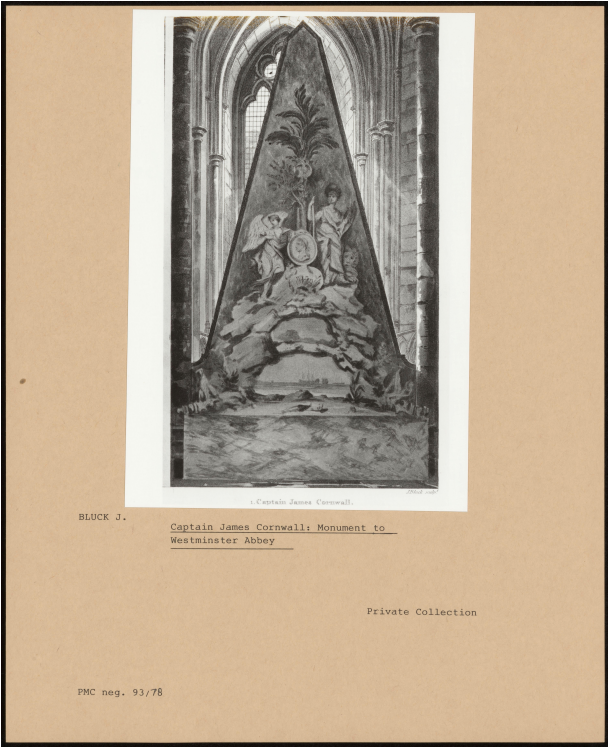 1. Captain James Cornwall.
BLUCK J.
Captain James Cornwall: Monument to
Westminster Abbey
Private Collection
PMC neg. 93/78